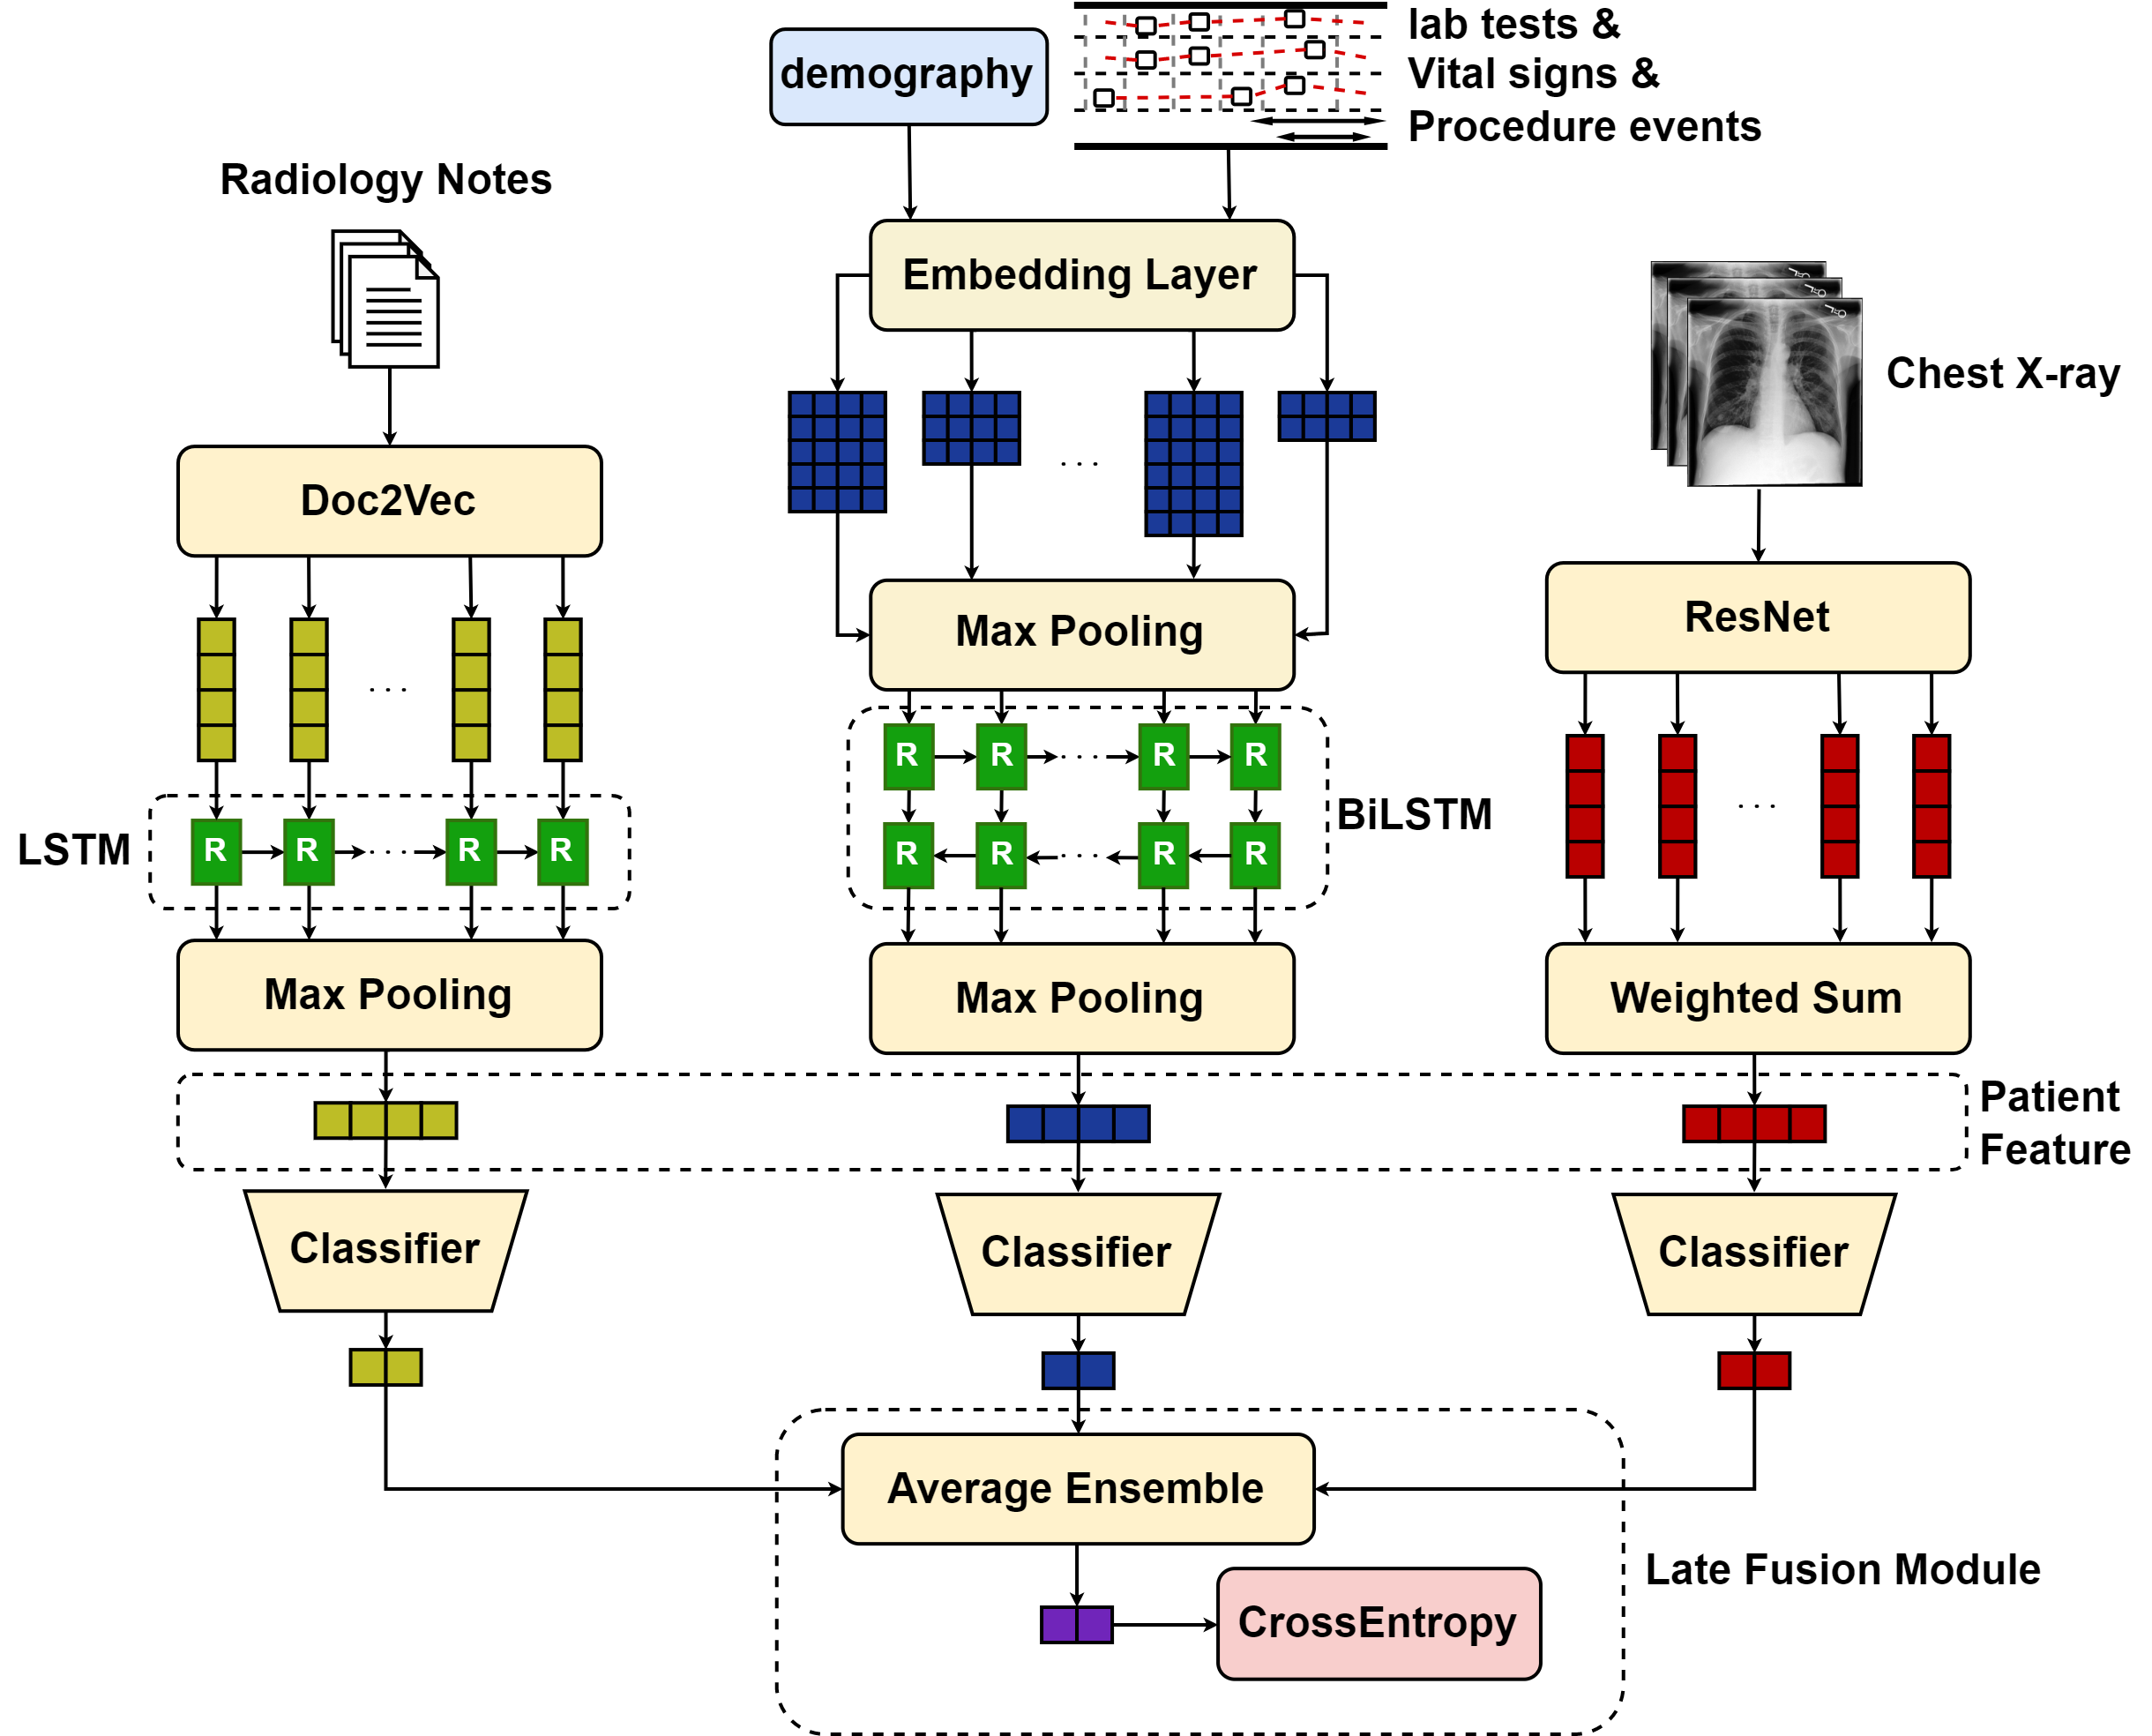 demography
lab tests &
Vital signs &
Procedure events
Radiology Notes
Embedding Layer
Chest X-ray
Doc2Vec
. . .
Max Pooling
ResNet
. . .
R R . . . R R
R R . . . R R
BiLSTM
. . .
LSTM
R R . . . R R
Max Pooling
Max Pooling
Weighted Sum
Patient
Feature
Classifier
Classifier
Classifier
Average Ensemble
Late Fusion Module
CrossEntropy